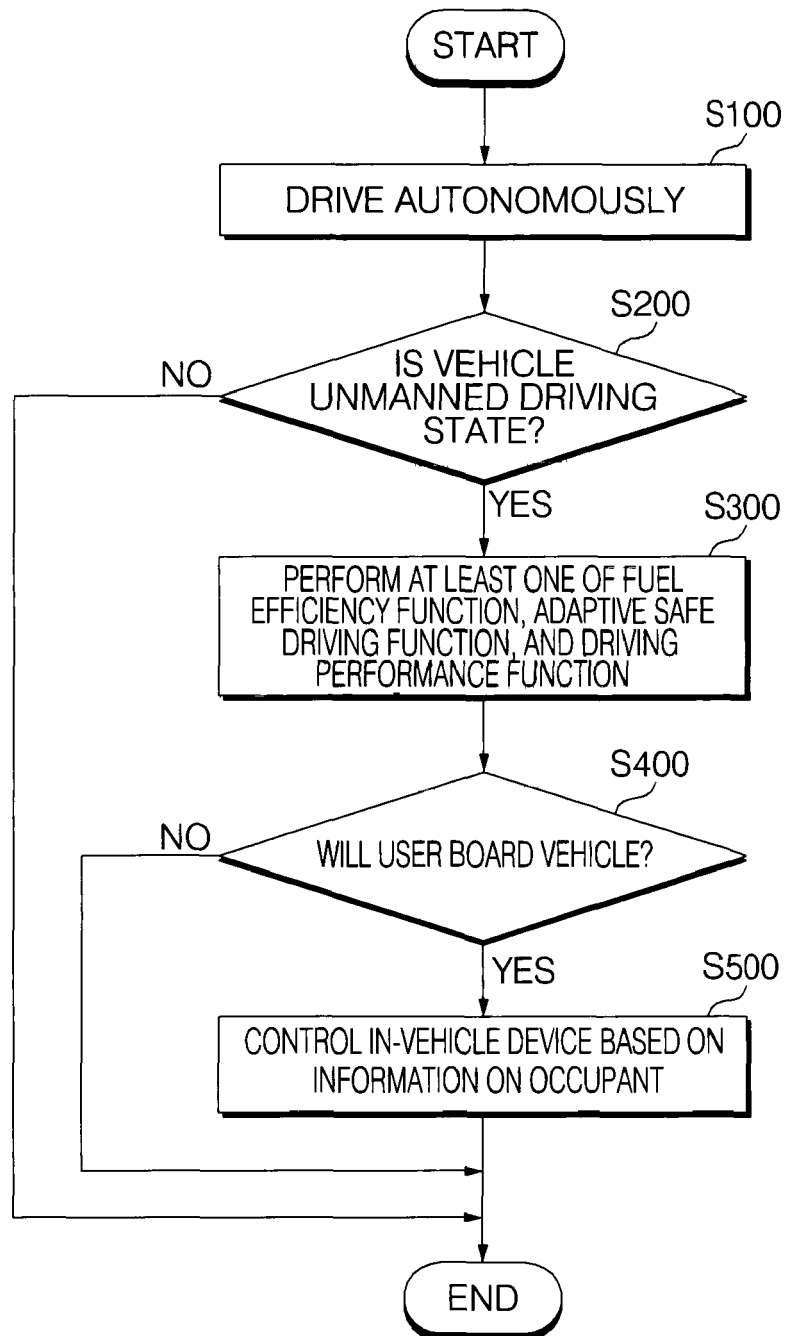 START
S100
DRIVE AUTONOMOUSLY
S200
IS VEHICLE
UNMANNED DRIVING
STATE?
NO
YES
S300
PERFORM AT LEAST ONE OF FUEL
EFFICIENCY FUNCTION, ADAPTIVE SAFE
DRIVING FUNCTION, AND DRIVING
PERFORMANCE FUNCTION
S400
WILL USER BOARD VEHICLE?
NO
YES
S500
CONTROL IN-VEHICLE DEVICE BASED ON
INFORMATION ON OCCUPANT
END